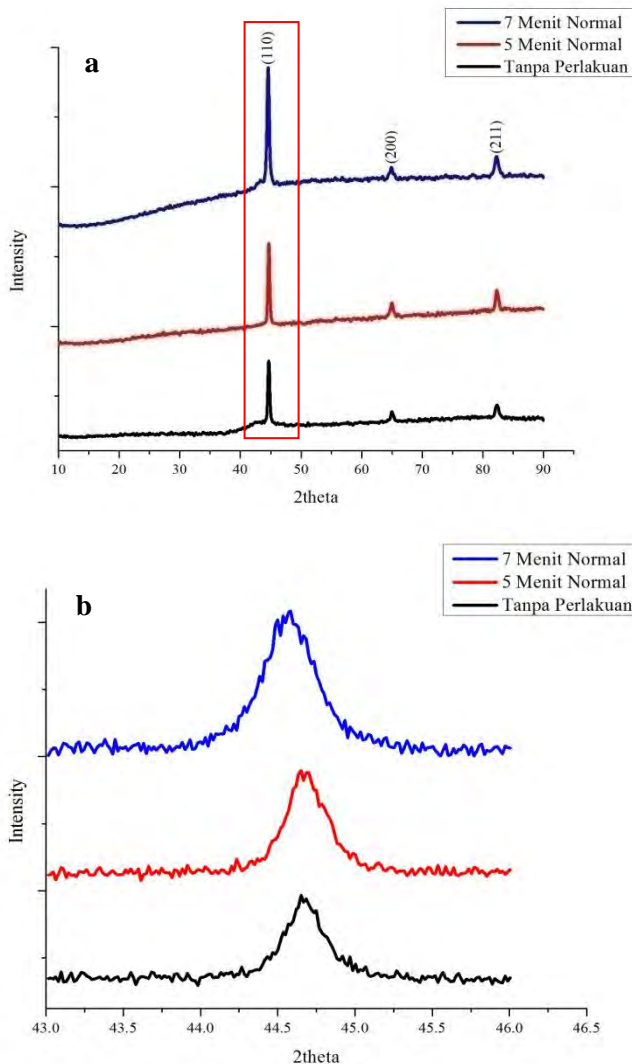 a
7 Menit Normal
5 Menit Normal
Tanpa Perlakuan
(110)
(200)
(211)
Intensity
10 20 30 40 50 60 70 80 90
2theta
b
7 Menit Normal
5 Menit Normal
Tanpa Perlakuan
Intensity
43.0 43.5 44.0 44.5 45.0 45.5 46.0 46.5
2theta